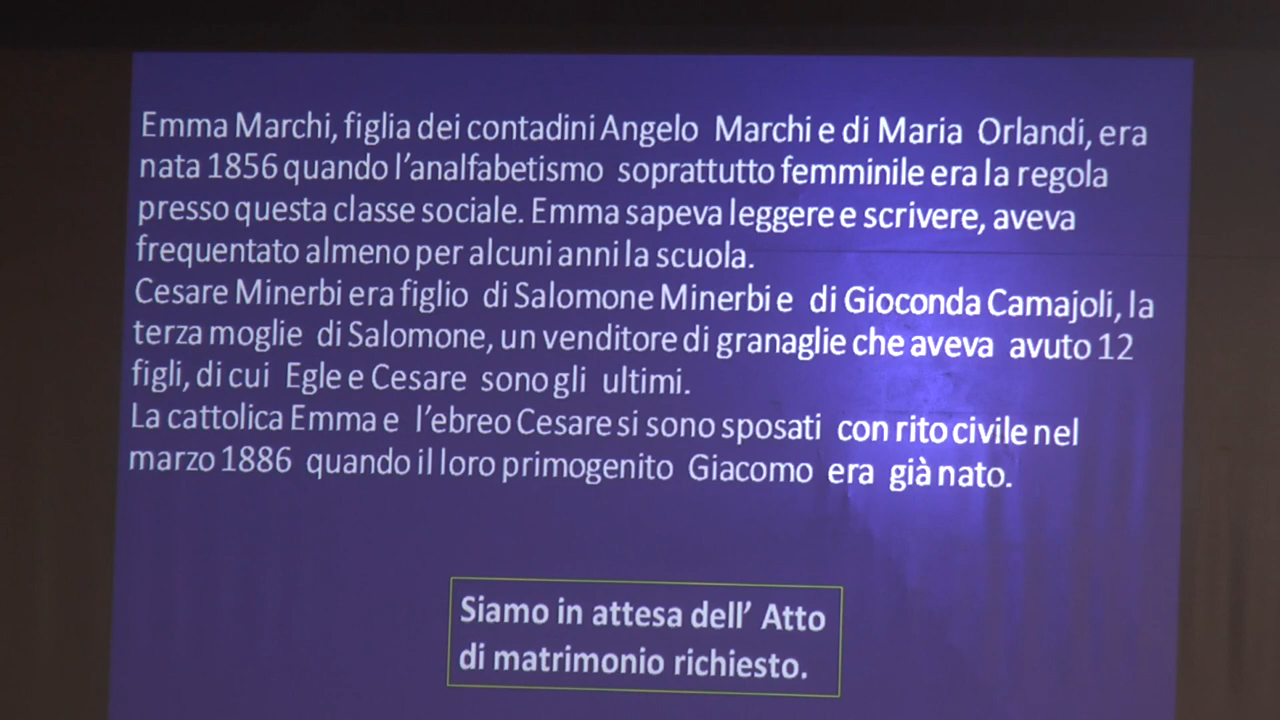 Emma Marchi, figlia dei contadini Angelo Marchi e di Maria Orlandi, era
nata 1856 quando l'analfabetismo soprattutto femminile era la regola
presso questa classe sociale. Emma sapeva leggere e scrivere, aveva
frequentato almeno per alcuni anni la scuola.
Cesare Minerbi era figlio di Salomone Minerbi e di Gioconda Camajoli, la
terza moglie di Salomone, un venditore di granaglie che aveva avuto 12
figli, di cui Egle e Cesare sono gli ultimi.
La cattolica Emma e l'ebreo Cesare si sono sposati con rito civile nel
marzo 1886 quando il loro primogenito Giacomo era già nato.
Siamo in attesa dell' Atto
di matrimonio richiesto.